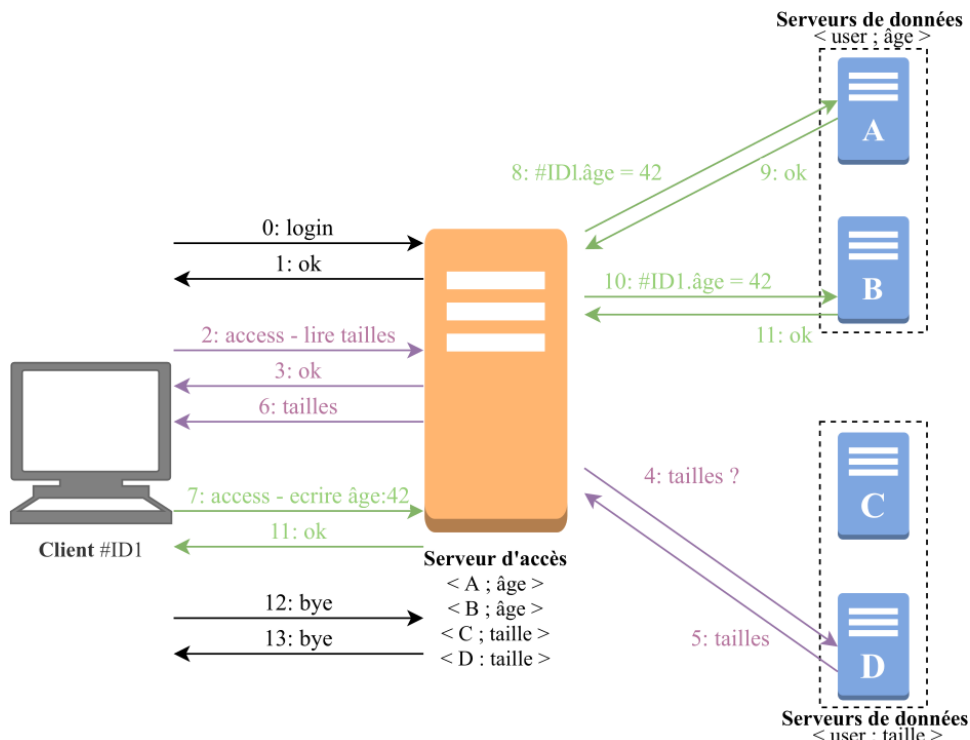 Serveurs de données
< user ; âge >
A
8: #ID1.âge = 42
9: ok
0: login
1: ok
B
10: #ID1.âge = 42
11: ok
2: access - lire tailles
3: ok
6: tailles
4: tailles ?
C
7: access - ecrire âge:42
11: ok
Client #ID1
Serveur d'accès
< A ; âge >
< B ; âge >
< C ; taille >
< D : taille >
12: bye
13: bye
5: tailles
D
Serveurs de données
< user : taille >